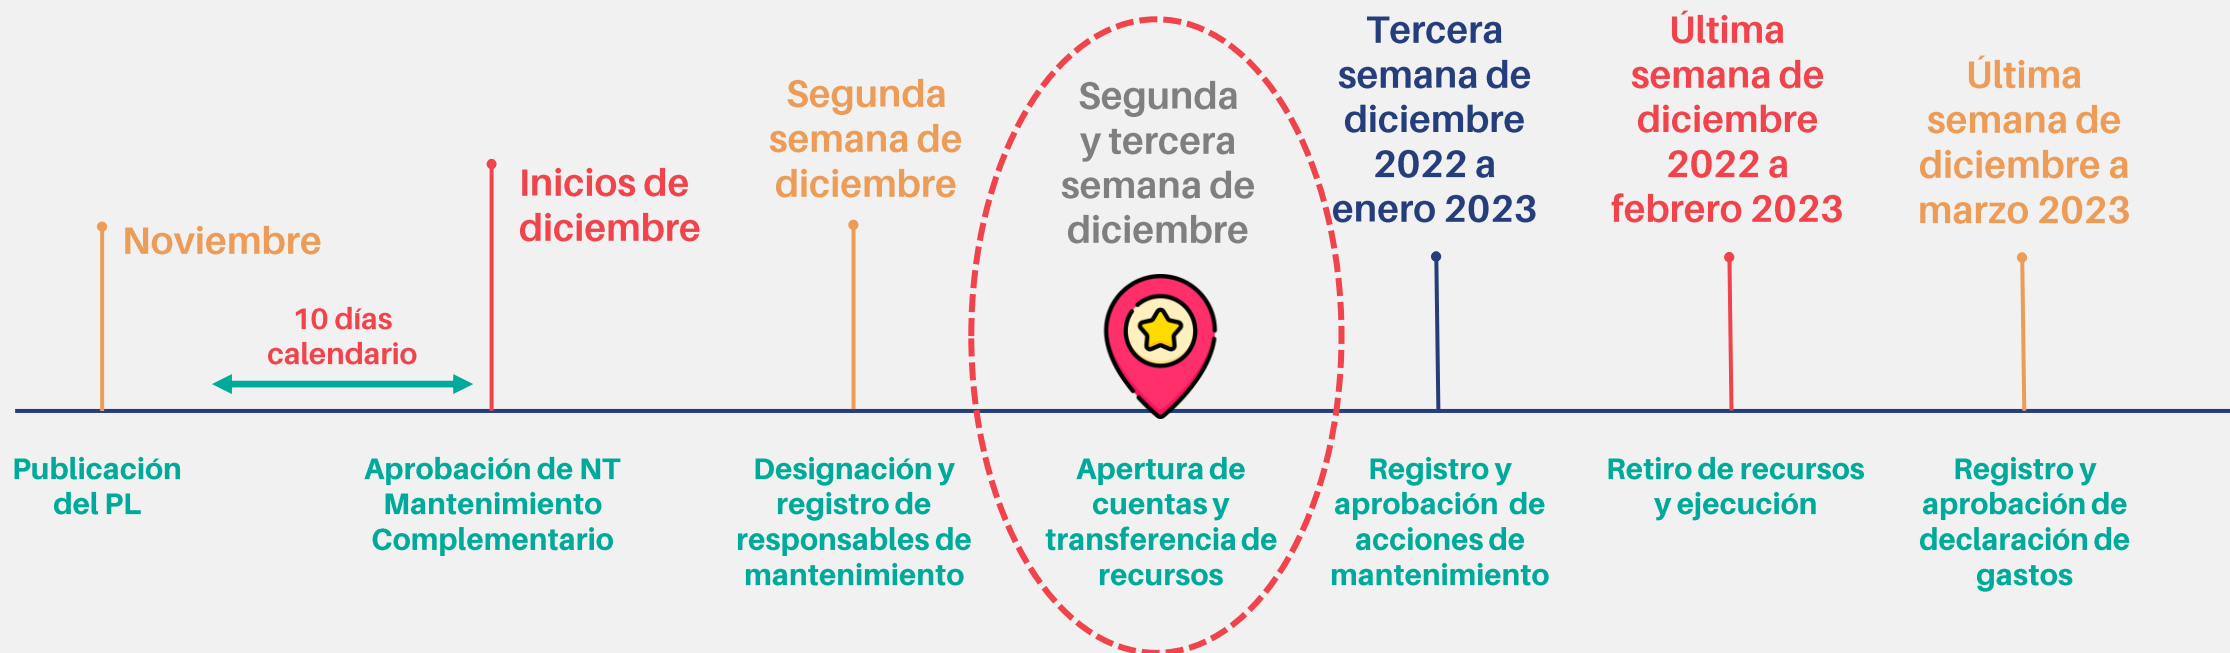 Noviembre
10 días
calendario
Inicios de
diciembre
Segunda
semana de
diciembre
Segunda
y tercera
semana de
diciembre
Tercera
semana de
diciembre
2022 a
enero 2023
Última
semana de
diciembre
2022 a
febrero 2023
Última
semana de
diciembre a
marzo 2023
Publicación
del PL
Aprobación de NT
Mantenimiento
Complementario
Designación y
registro de
responsables de
mantenimiento
Apertura de
cuentas y
transferencia de
recursos
Registro y
aprobación de
acciones de
mantenimiento
Retiro de recursos
y ejecución
Registro y
aprobación de
declaración de
gastos